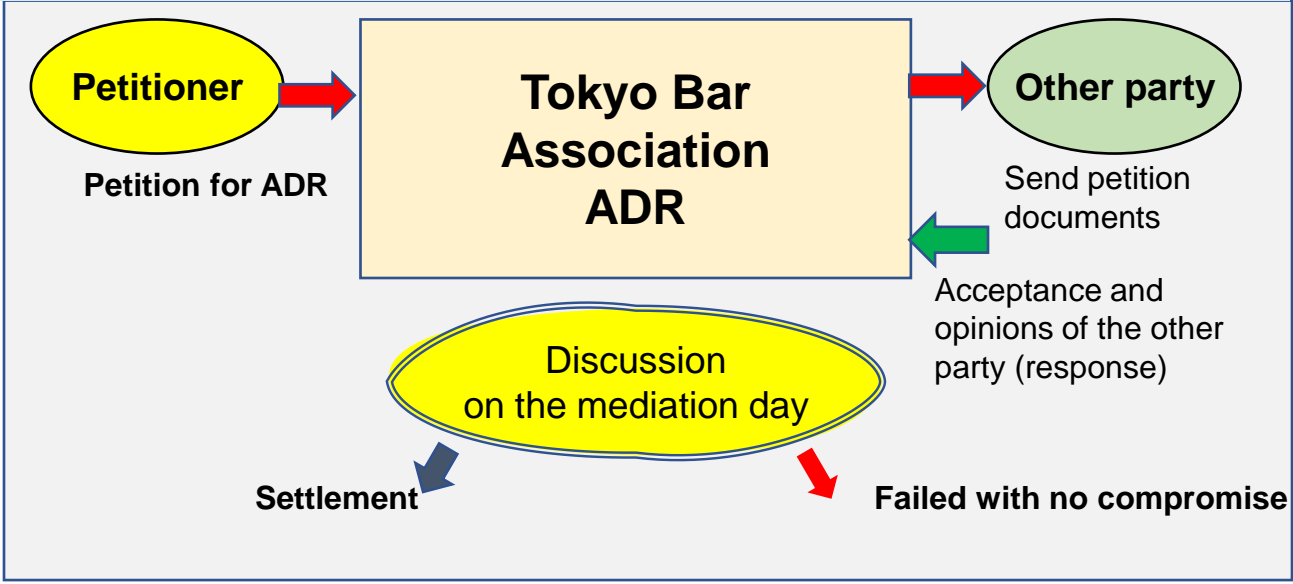 Petitioner
Petition for ADR
Tokyo Bar
Association
ADR
Other party
Send petition
documents
Acceptance and
opinions of the other
party (response)
Discussion
on the mediation day
Settlement
Failed with no compromise